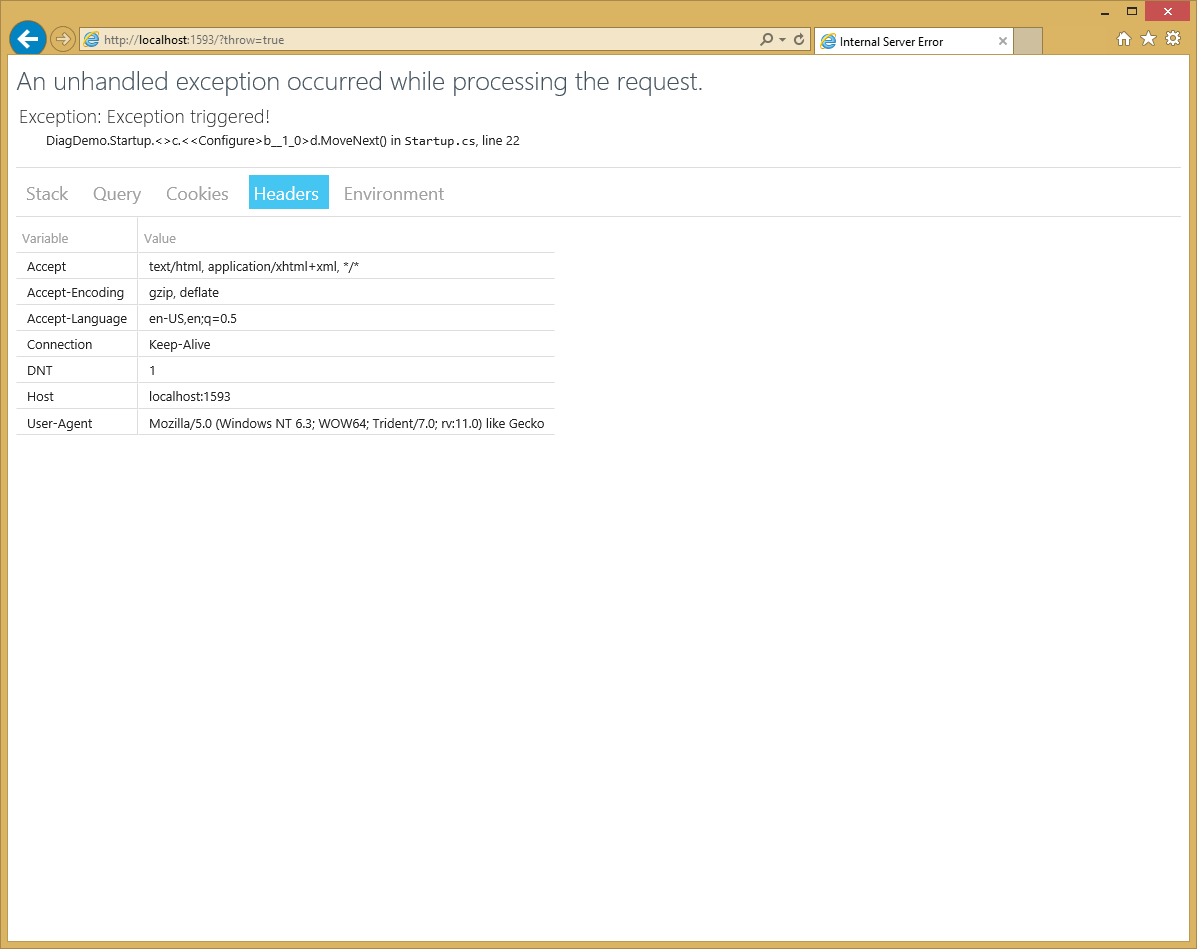 http://localhost:1593/?throw=true
Internal Server Error
An unhandled exception occurred while processing the request.
Exception: Exception triggered!
DiagDemo.Startup.<>c.<<Configure>b__1_0>d.MoveNext() in Startup.cs, line 22
Stack Query Cookies Headers Environment
Variable Value
Accept text/html, application/xhtml+xml, */*
Accept-Encoding gzip, deflate
Accept-Language en-US,en;q=0.5
Connection Keep-Alive
DNT 1
Host localhost:1593
User-Agent Mozilla/5.0 (Windows NT 6.3; WOW64; Trident/7.0; rv:11.0) like Gecko